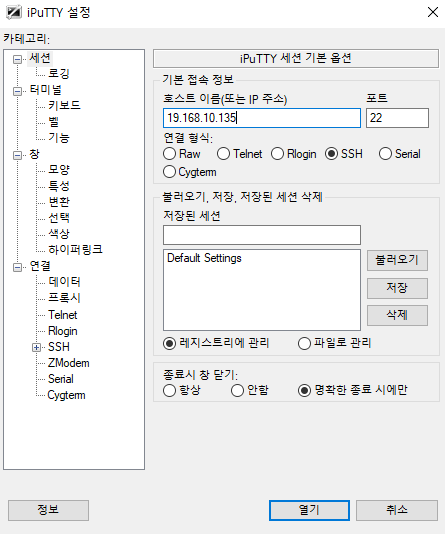 iPuTTY 설정
카테고리:
세션
로깅
터미널
키보드
벨
기능
창
모양
특성
변환
선택
색상
하이퍼링크
연결
데이터
프록시
Telnet
Rlogin
SSH
ZModem
Serial
Cygterm
iPuTTY 세션 기본 옵션
기본 접속 정보
호스트 이름(또는 IP 주소) 포트
19.168.10.135 22
연결 형식:
Raw Telnet Rlogin SSH Serial
Cygterm
불러오기, 저장, 저장된 세션 삭제
저장된 세션
Default Settings
불러오기
저장
삭제
레지스트리에 관리 파일로 관리
종료시 창 닫기:
항상 안함 명확한 종료 시에만
정보 열기 취소